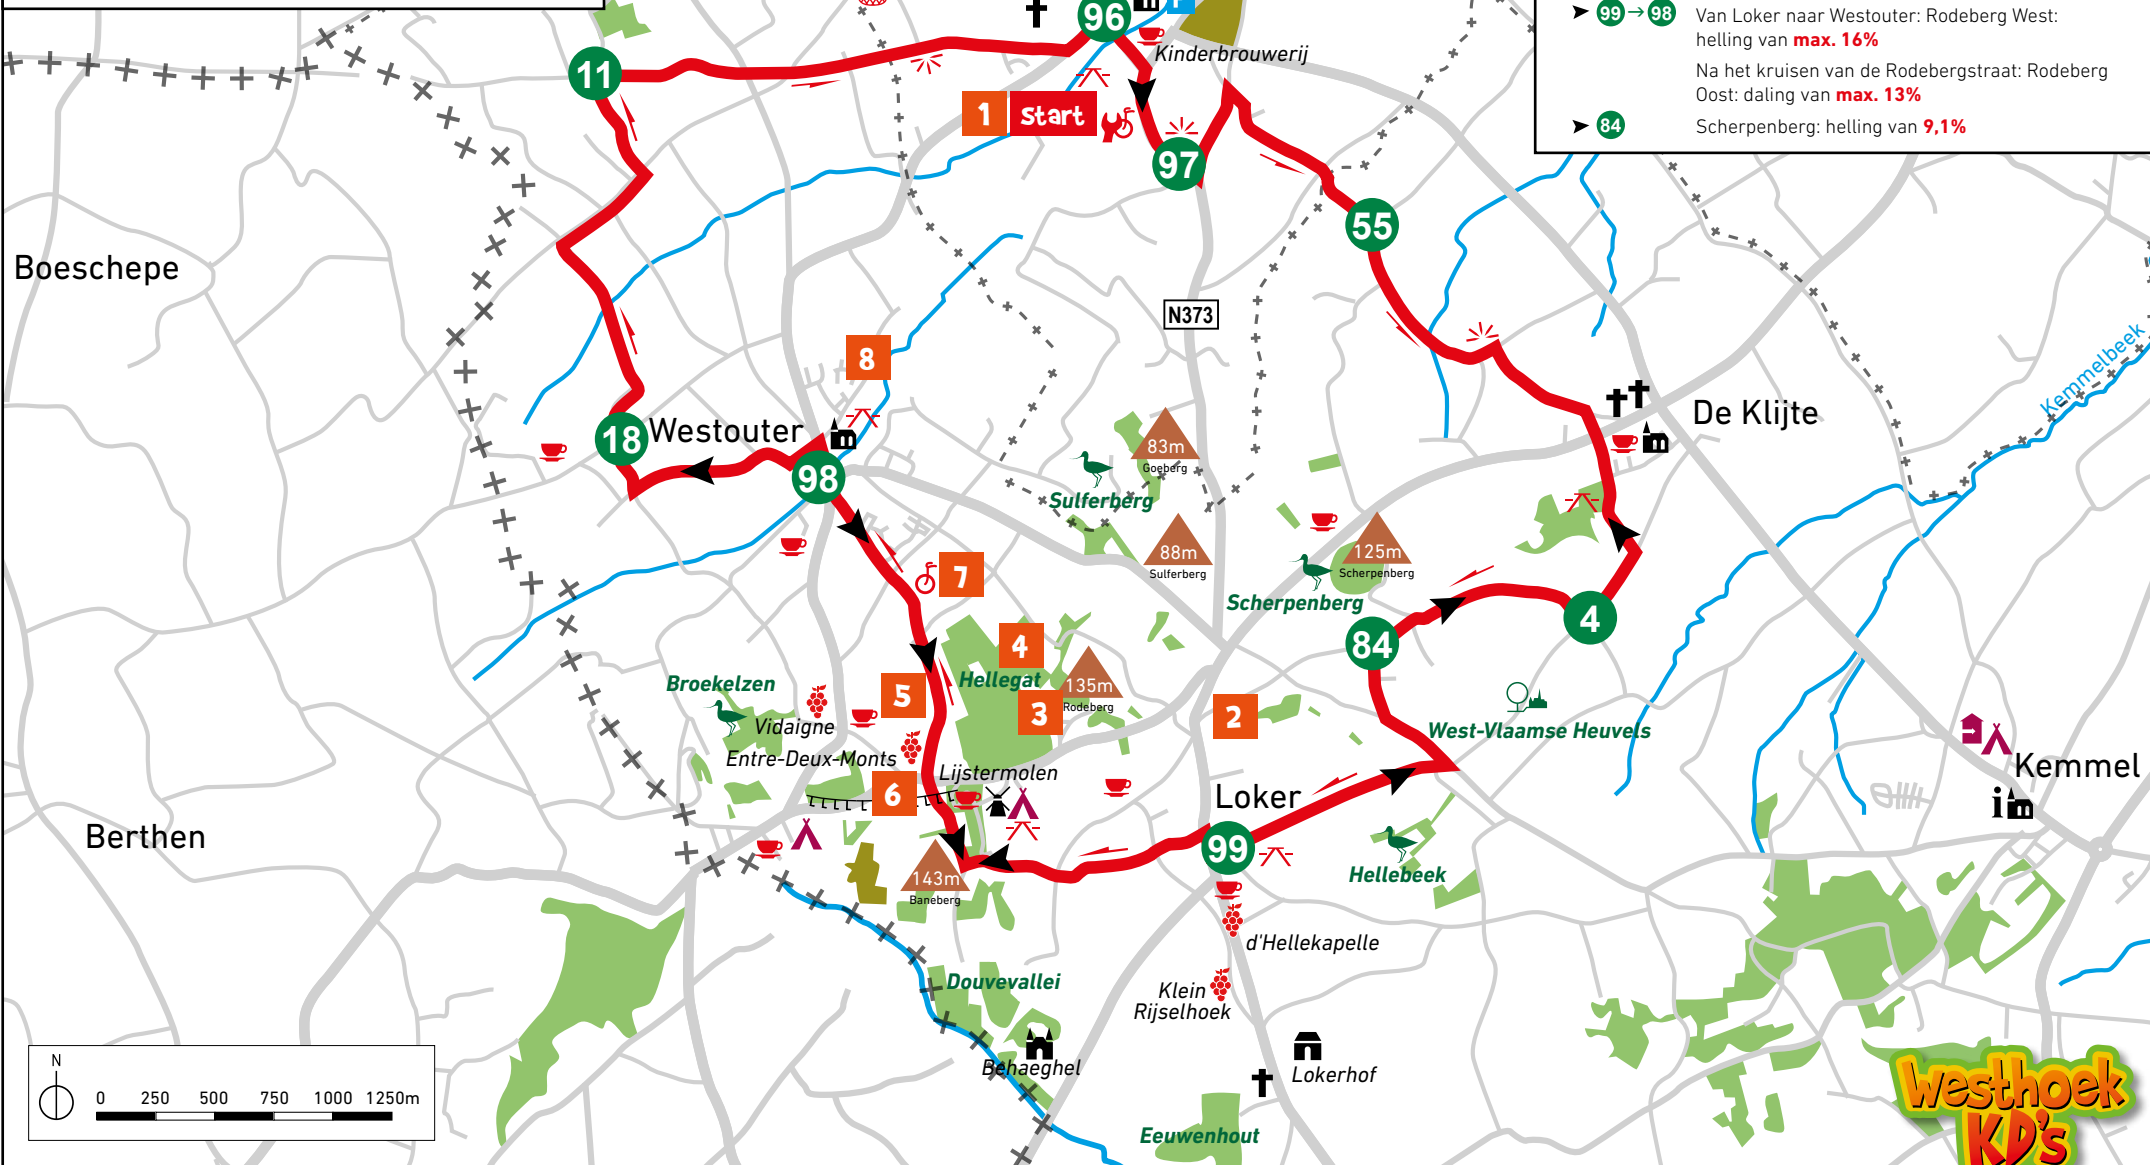 99 → 98 Van Loker naar Westouter: Rodeberg West:
helling van max. 16%
Na het kruisen van de Rodebergstraat: Rodeberg
Oost: daling van max. 13%
84 Scherpenberg: helling van 9,1%
96
Kinderbrouwerij
11
1 Start
97
55
Boeschepe
N373
8
Kemmelbeek
18 Westouter
De Klijte
83m
Goeberg
98
Sulferberg
88m
Sulferberg
125m
Scherpenberg
7
Scherpenberg
4
84
4
Hellegat
135m
Rodeberg
Broekelzen
5
3
2
Vidaigne
West-Vlaamse Heuvels
Entre-Deux-Monts
Lijstermolen
Kemmel
6
Loker
i
Berthen
99
143m
Baneberg
Hellebeek
d'Hellekapelle
Douvevallei
Klein
Rijselhoek
Behaeghel
Lokerhof
N
0 250 500 750 1000 1250m
Eeuwenhout
Westhoek
KD's